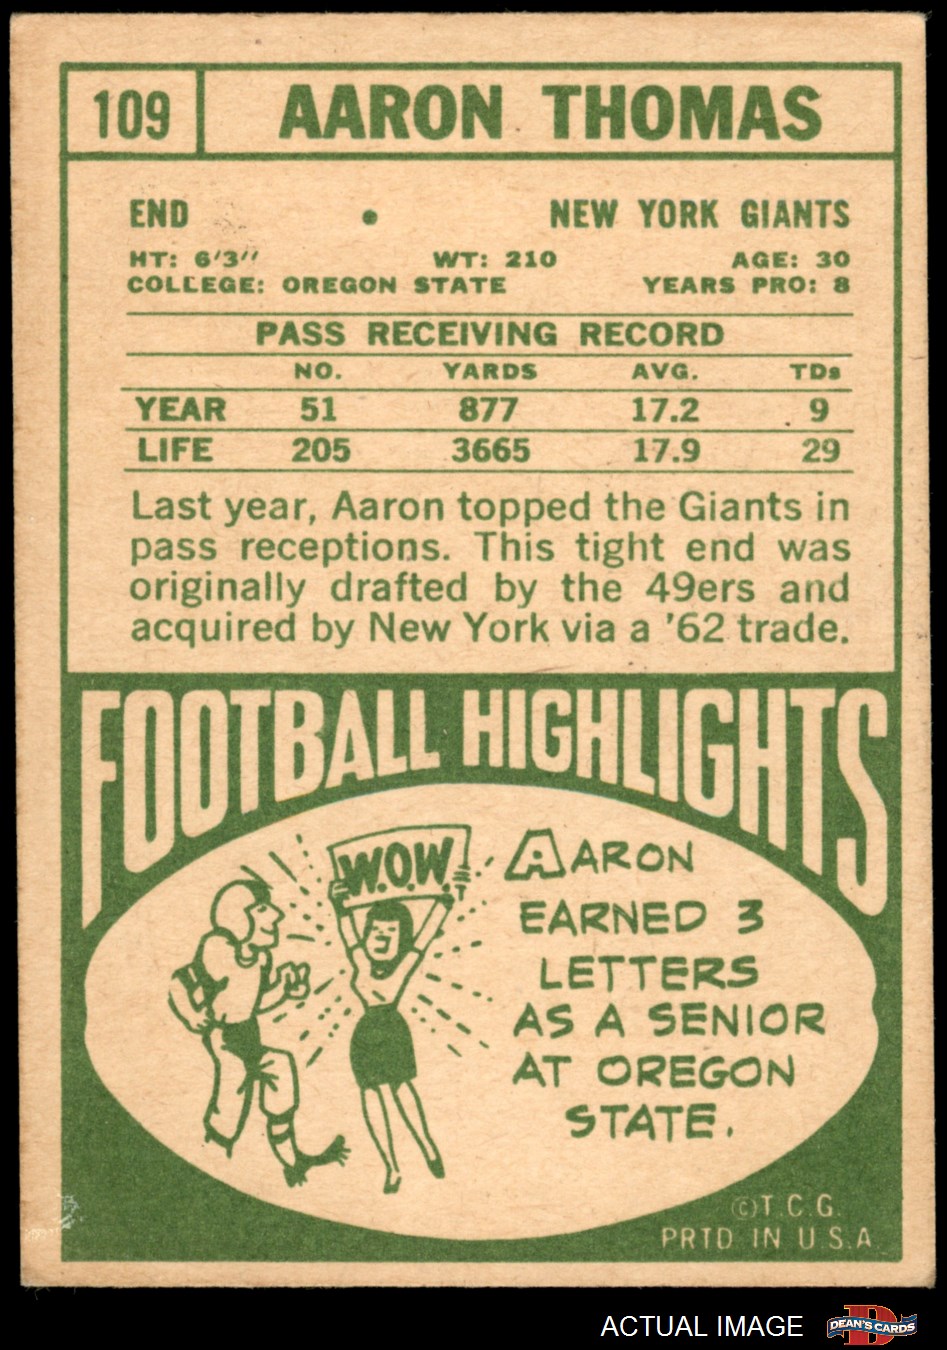 109 AARON THOMAS
END • NEW YORK GIANTS
HT: 6'3" WT: 210 AGE: 30
COLLEGE: OREGON STATE YEARS PRO: 8
PASS RECEIVING RECORD
NO. YARDS AVG. TDs
YEAR 51 877 17.2 9
LIFE 205 3665 17.9 29
Last year, Aaron topped the Giants in
pass receptions. This tight end was
originally drafted by the 49ers and
acquired by New York via a '62 trade.
FOOTBALL HIGHLIGHTS
W.O.W.
AARON
EARNED 3
LETTERS
AS A SENIOR
AT OREGON
STATE.
©T.C.G.
PRTD IN U.S.A.
ACTUAL IMAGE
D
DEAN'S CARDS